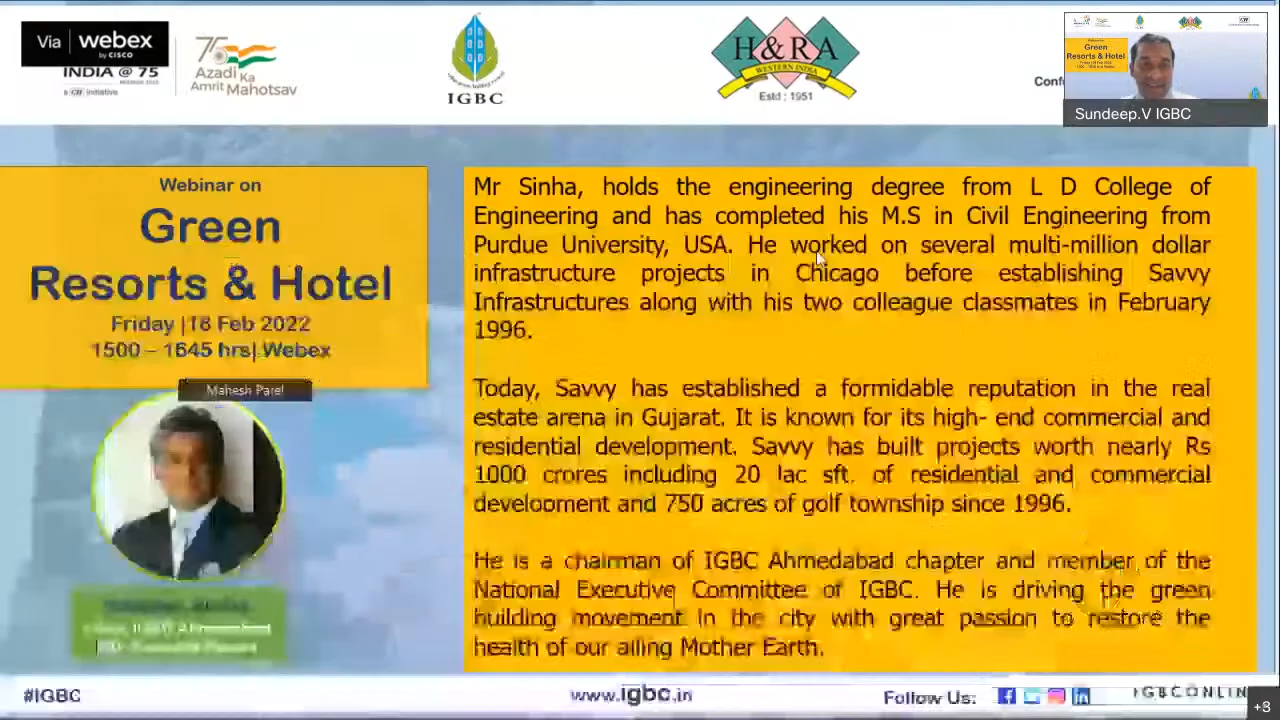 Via webex
by CISCO
INDIA @ 75
a CII initiative
75
Azadi Ka
Amrit Mahotsav
IGBC
H&RA
WESTERN INDIA
Estd : 1951
Confe
Green
Resorts & Hotel
Sundeep.V IGBC
Webinar on
Green
Resorts & Hotel
Friday |18 Feb 2022
1500 – 1645 hrs| Webex
Mahesh Patel
Mr Sinha, holds the engineering degree from L D College of
Engineering and has completed his M.S in Civil Engineering from
Purdue University, USA. He worked on several multi-million dollar
infrastructure projects in Chicago before establishing Savvy
Infrastructures along with his two colleague classmates in February
1996.
Today, Savvy has established a formidable reputation in the real
estate arena in Gujarat. It is known for its high- end commercial and
residential development. Savvy has built projects worth nearly Rs
1000 crores including 20 lac sft. of residential and commercial
development and 750 acres of golf township since 1996.
He is a chairman of IGBC Ahmedabad chapter and member of the
National Executive Committee of IGBC. He is driving the green
building movement in the city with great passion to restore the
health of our ailing Mother Earth.
#IGBC
www.igbc.in
Follow Us:
IGBCONLIN
+3